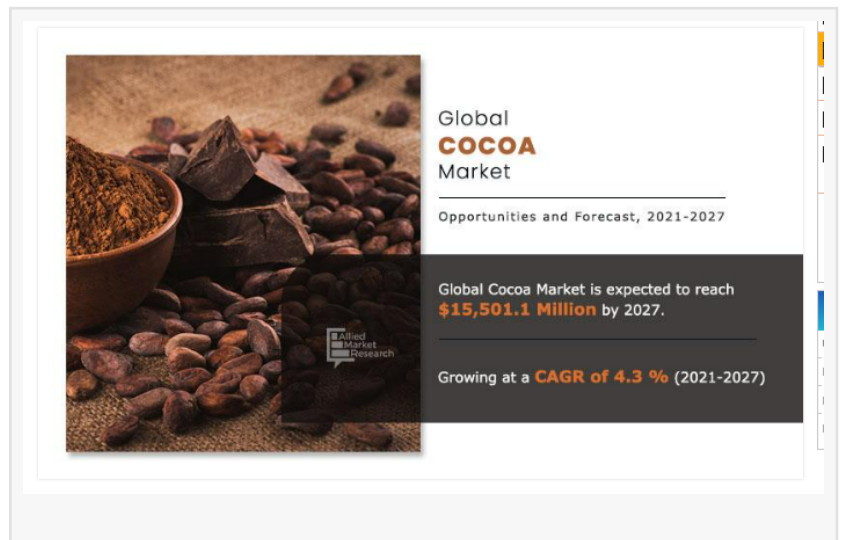 Global
COCOA
Market
Opportunities and Forecast, 2021-2027
Global Cocoa Market is expected to reach
$15,501.1 Million by 2027.
Allied
Market
Research
Growing at a CAGR of 4.3 % (2021-2027)